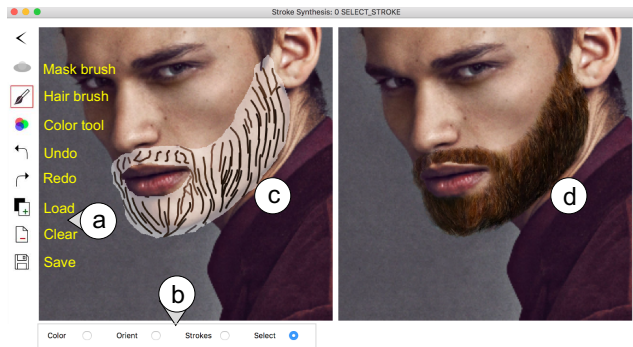 Stroke Synthesis: 0 SELECT_STROKE
Mask brush
Hair brush
Color tool
Undo
Redo
Load
a
Clear
Save
c
d
b
Color Orient Strokes Select